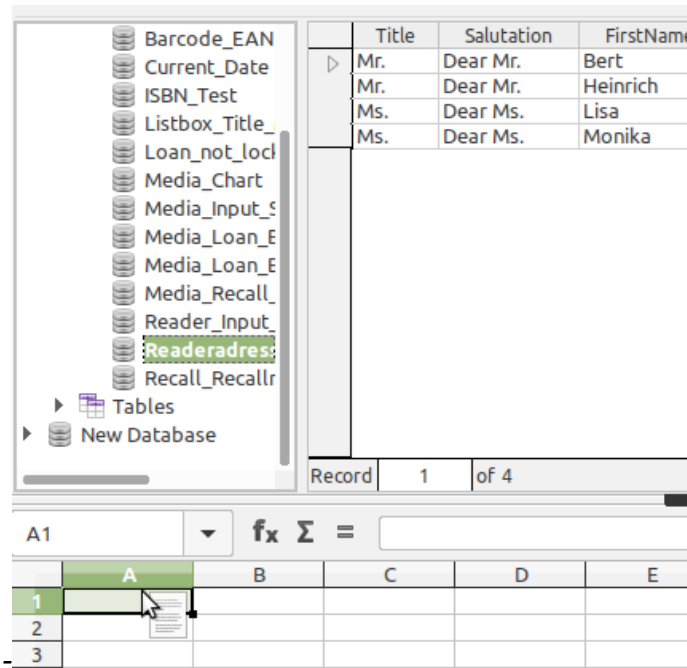 Barcode_EAN
Current_Date
ISBN_Test
Listbox_Title_
Loan_not_lock
Media_Chart
Media_Input_S
Media_Loan_E
Media_Loan_E
Media_Recall_
Reader_Input_
Readeradress
Recall_Recallr
Tables
New Database
Title Salutation FirstName
Mr. Dear Mr. Bert
Mr. Dear Mr. Heinrich
Ms. Dear Ms. Lisa
Ms. Dear Ms. Monika
Record 1 of 4
A1 fx Σ =
A B C D E
1
2
3